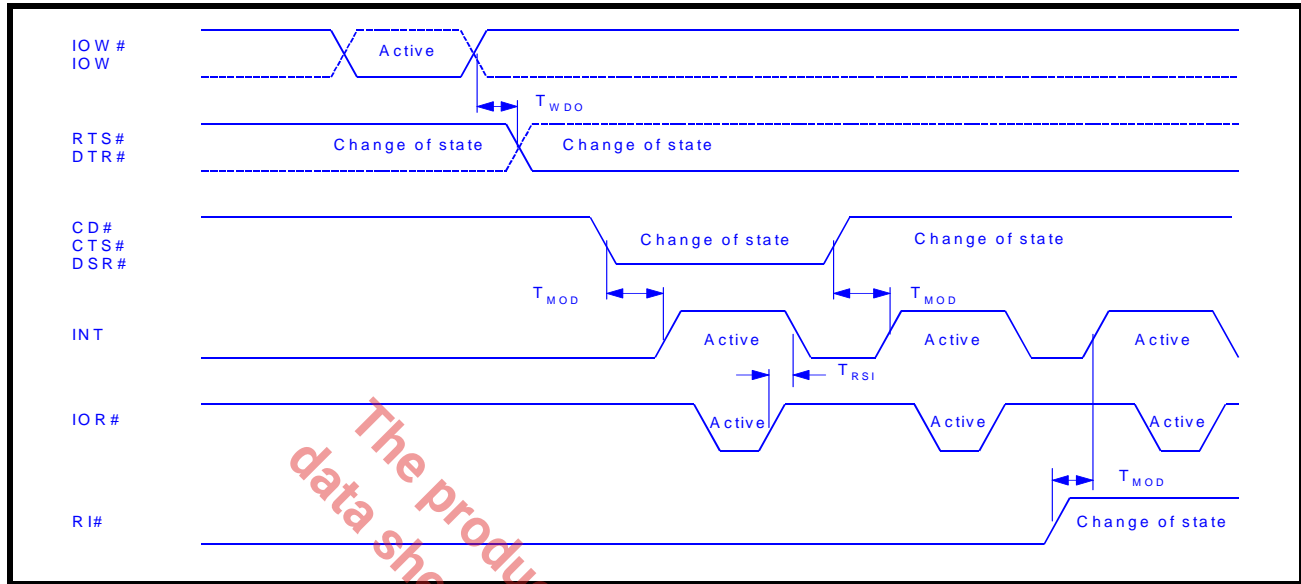 IOW#
IOW
Active
TWDO
RTS#
DTR#
Change of state
Change of state
CD#
CTS#
DSR#
Change of state
Change of state
TMOD
TMOD
INT
Active
Active
Active
TRSI
IOR#
Active
Active
Active
TMOD
RI#
Change of state
The
data